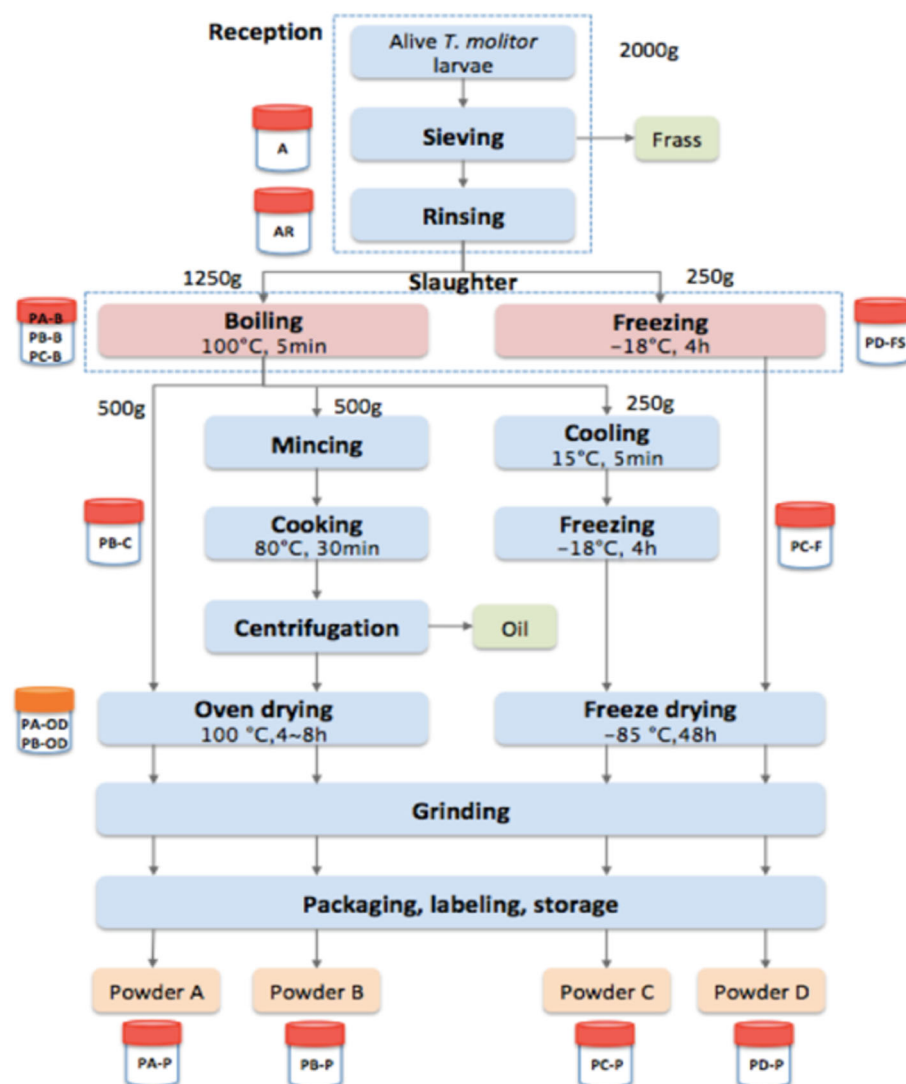 Reception
Alive T. molitor
larvae
2000g
Sieving
Frass
A
Rinsing
AR
1250g
Slaughter
250g
PA-B
PB-B
PC-B
Boiling
100°C, 5min
Freezing
−18°C, 4h
PD-FS
500g
500g
250g
Mincing
Cooling
15°C, 5min
PB-C
Cooking
80°C, 30min
Freezing
−18°C, 4h
PC-F
Centrifugation
Oil
PA-OD
PB-OD
Oven drying
100 °C,4~8h
Freeze drying
−85 °C,48h
Grinding
Packaging, labeling, storage
Powder A
Powder B
Powder C
Powder D
PA-P
PB-P
PC-P
PD-P